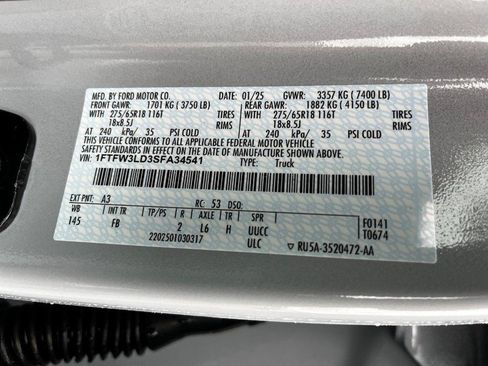 MFD. BY FORD MOTOR CO. 01/25 GVWR: 3357 KG (7400 LB)
FRONT GAWR: 1701 KG (3750 LB) REAR GAWR: 1882 KG (4150 LB)
WITH 275/65R18 116T TIRES WITH 275/65R18 116T TIRES
18x8.5J RIMS 18x8.5J RIMS
AT 240 kPa/ 35 PSI COLD AT 240 kPa/ 35 PSI COLD
THIS VEHICLE CONFORMS TO ALL APPLICABLE FEDERAL MOTOR VEHICLE
SAFETY STANDARDS IN EFFECT ON THE DATE OF MANUFACTURE SHOWN ABOVE.
VIN: 1FTFW3LD3SFA34541 TYPE: Truck
EXT PNT: A3 RC: 53 DSO:
WB INT TR TP/PS R AXLE TR SPR F0141
145 FB 2 L6 H UUCC T0674
220250103031​7 ULC ▽ RU5A-3520472-AA